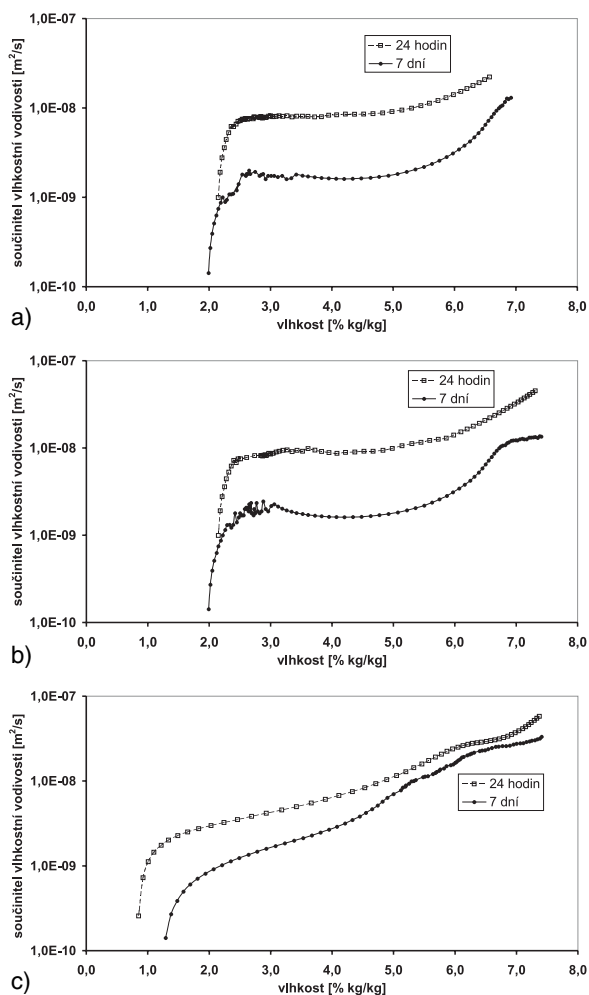 1,0E-07
24 hodin
7 dní
1,0E-08
1,0E-09
1,0E-10
součinitel vlhkostní vodivosti [m²/s]
0,0 1,0 2,0 3,0 4,0 5,0 6,0 7,0 8,0
vlhkost [% kg/kg]
a)
1,0E-07
24 hodin
7 dní
1,0E-08
1,0E-09
1,0E-10
součinitel vlhkostní vodivosti [m²/s]
0,0 1,0 2,0 3,0 4,0 5,0 6,0 7,0 8,0
vlhkost [% kg/kg]
b)
1,0E-07
1,0E-08
24 hodin
7 dní
1,0E-09
1,0E-10
součinitel vlhkostní vodivosti [m²/s]
0,0 1,0 2,0 3,0 4,0 5,0 6,0 7,0 8,0
vlhkost [% kg/kg]
c)